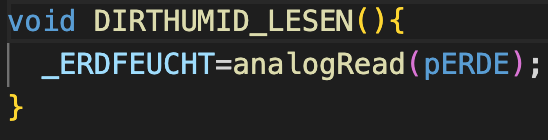 void DIRTHUMID_LESEN(){
  _ERDFEUCHT=analogRead(pERDE);
}